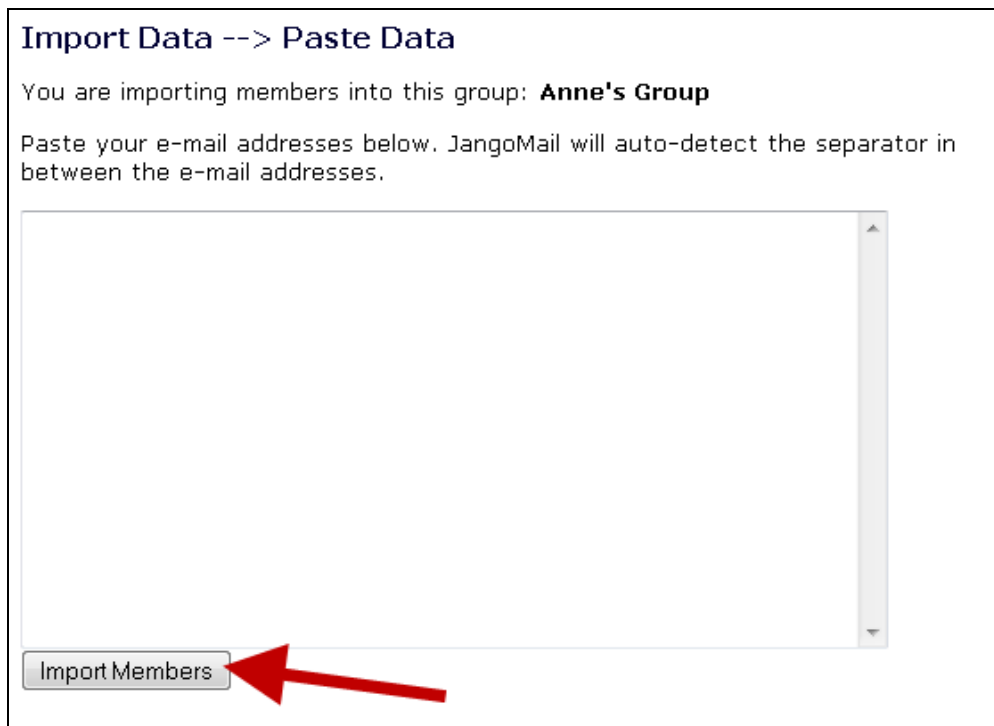 Import Data --> Paste Data
You are importing members into this group: Anne's Group
Paste your e-mail addresses below. JangoMail will auto-detect the separator in
between the e-mail addresses.
Import Members